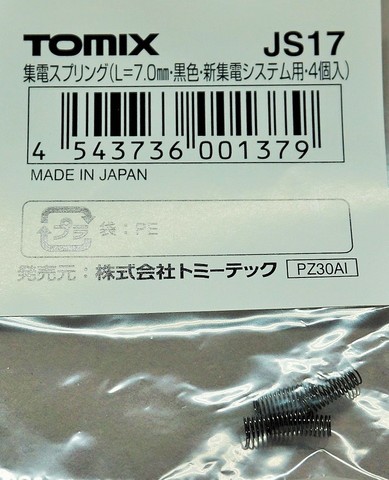 TOMIX JS17
集電スプリング(L=7.0㎜・黒色・新集電システム用・4個入)
4 543736 001379
MADE IN JAPAN
プラ 袋:PE
発売元:株式会社トミーテック PZ30AI